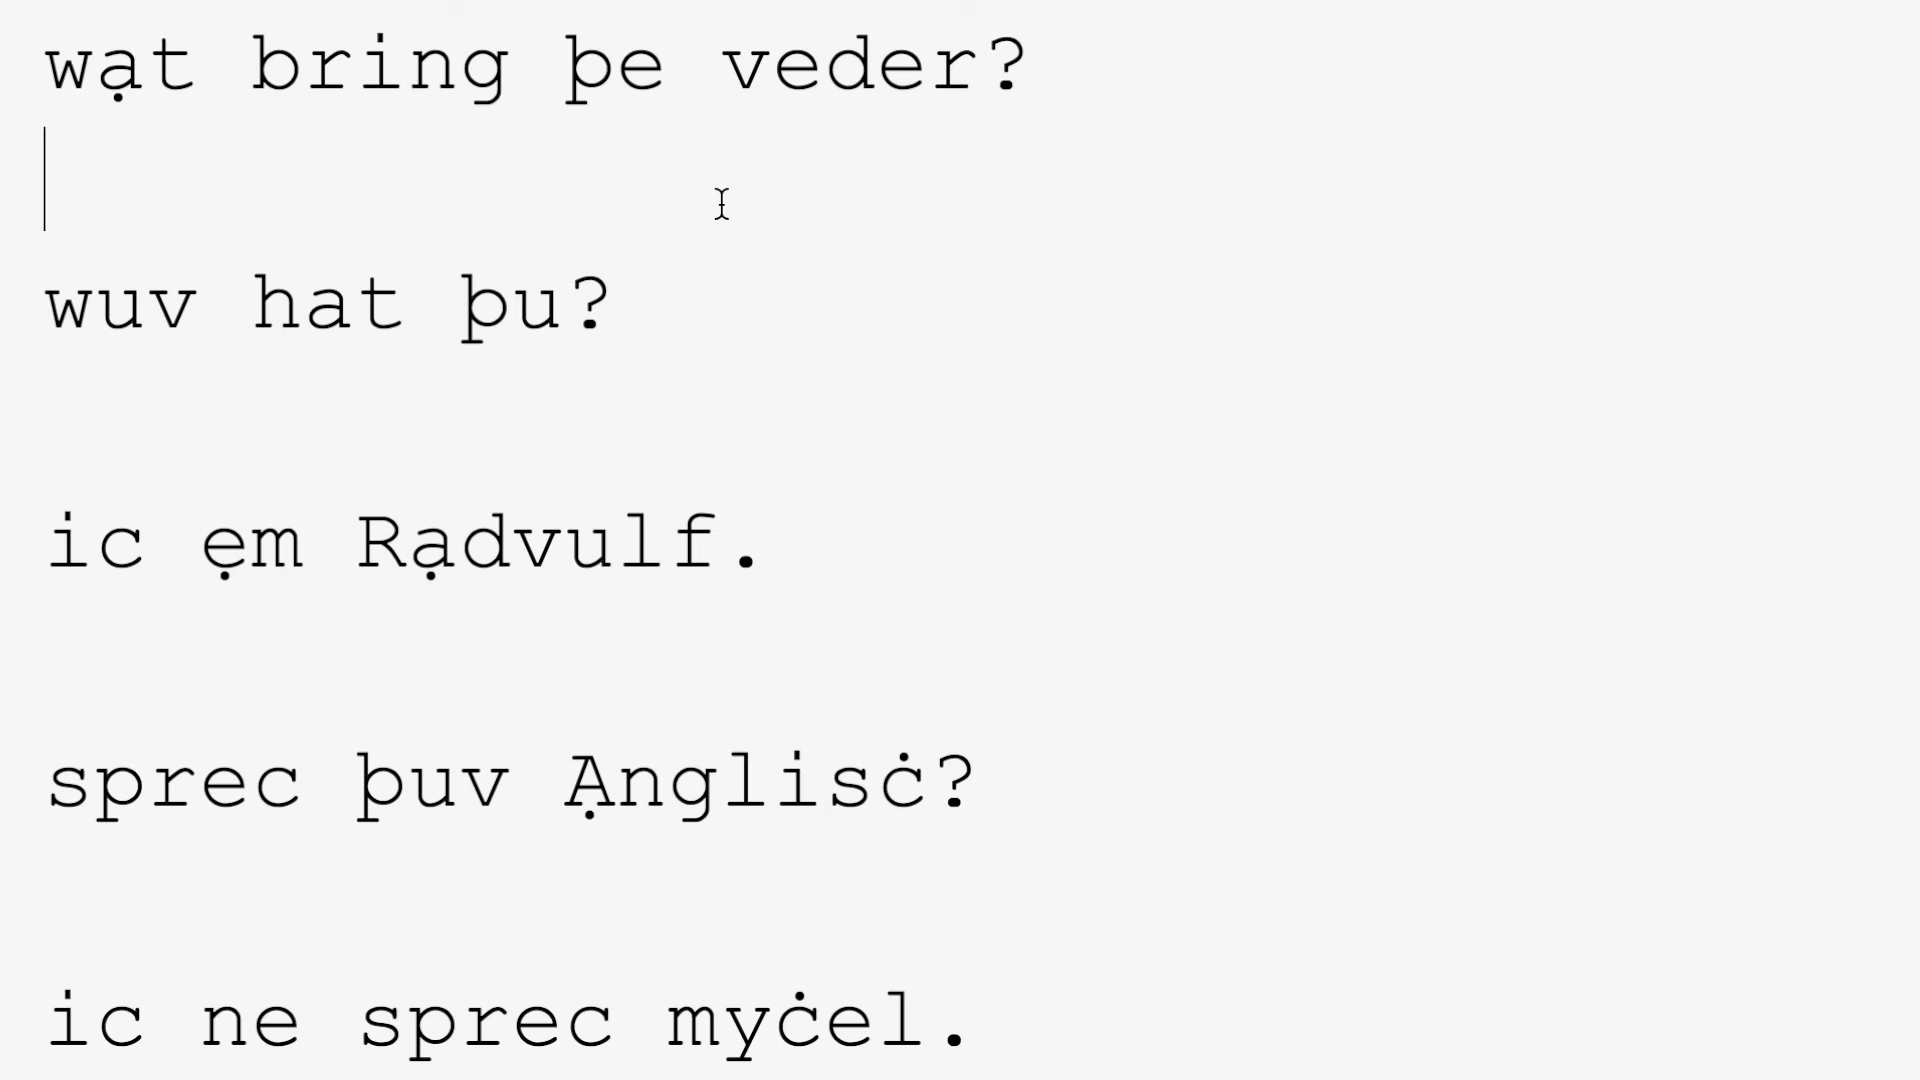 wạt bring þe veder?
wuv hat þu?
ic ẹm Rạdvulf.
sprec þuv Ạnglisċ?
ic ne sprec myċel.